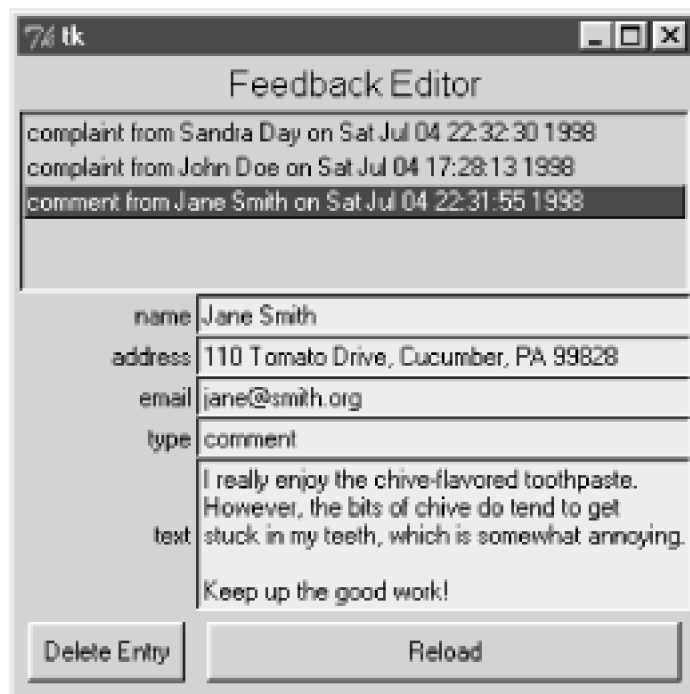 tk
Feedback Editor
complaint from Sandra Day on Sat Jul 04 22:32:30 1998
complaint from John Doe on Sat Jul 04 17:28:13 1998
comment from Jane Smith on Sat Jul 04 22:31:55 1998
name Jane Smith
address 110 Tomato Drive, Cucumber, PA 99828
email jane@smith.org
type comment
I really enjoy the chive-flavored toothpaste.
However, the bits of chive do tend to get
text stuck in my teeth, which is somewhat annoying.
Keep up the good work!
Delete Entry Reload